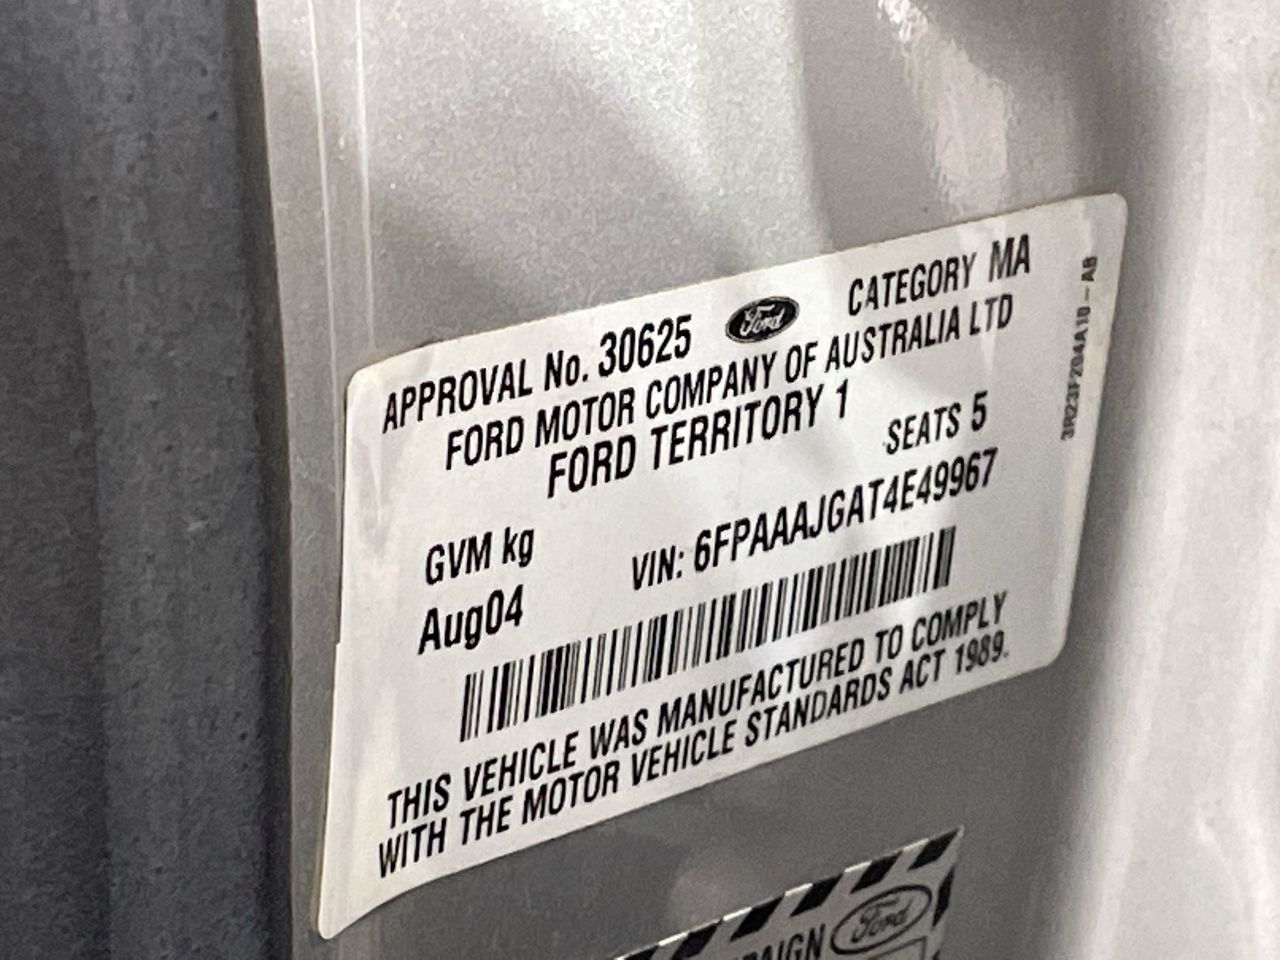 APPROVAL No. 30625 Ford CATEGORY MA
FORD MOTOR COMPANY OF AUSTRALIA LTD
FORD TERRITORY 1
SEATS 5
GVM kg
VIN: 6FPAAAJGAT4E49967
Aug04
THIS VEHICLE WAS MANUFACTURED TO COMPLY
WITH THE MOTOR VEHICLE STANDARDS ACT 1989.
Ford